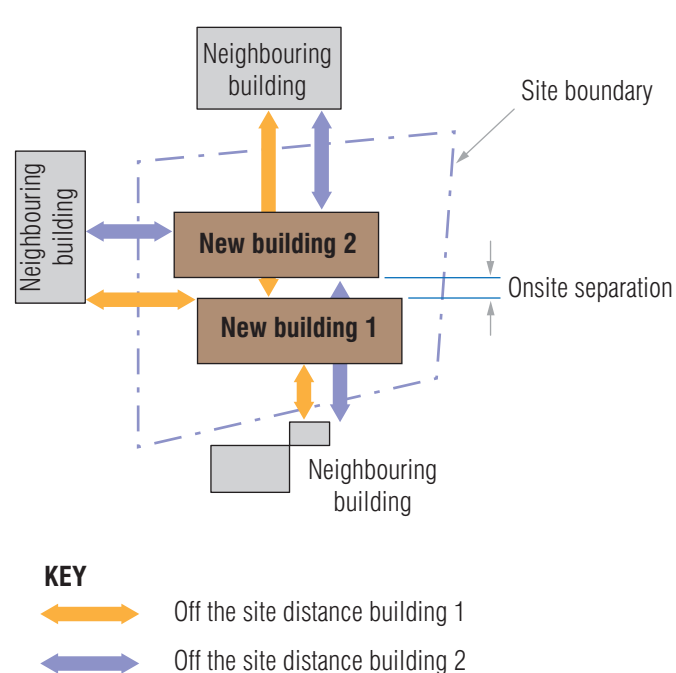 Neighbouring
building
Site boundary
Neighbouring
building
New building 2
Onsite separation
New building 1
Neighbouring
building
KEY
Off the site distance building 1
Off the site distance building 2